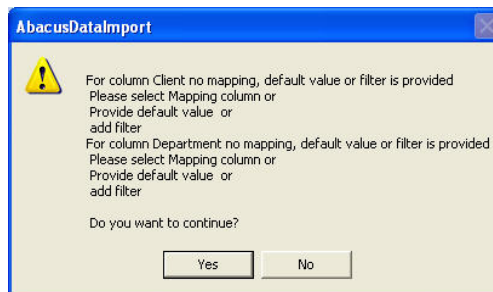 AbacusDataImport
For column Client no mapping, default value or filter is provided
Please select Mapping column or
Provide default value or
add filter
For column Department no mapping, default value or filter is provided
Please select Mapping column or
Provide default value or
add filter
Do you want to continue?
Yes
No